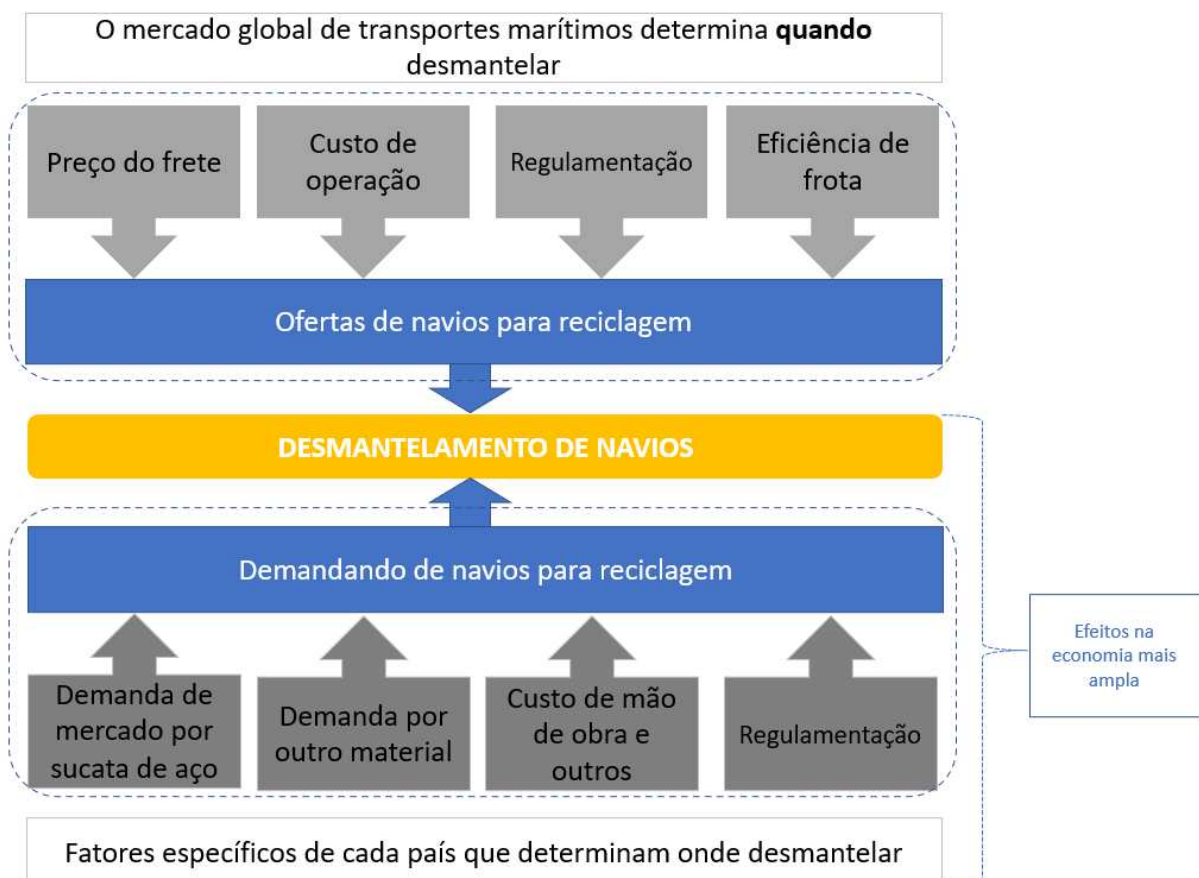 O mercado global de transportes marítimos determina quando
desmantelar
Preço do frete
Custo de
operação
Regulamentação
Eficiência de
frota
Ofertas de navios para reciclagem
DESMANTELAMENTO DE NAVIOS
Demandando de navios para reciclagem
Demanda de
mercado por
sucata de aço
Demanda por
outro material
Custo de mão
de obra e
outros
Regulamentação
Efeitos na
economia mais
ampla
Fatores específicos de cada país que determinam onde desmantelar